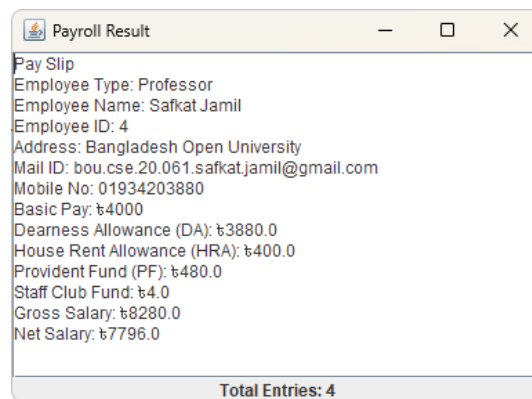 Payroll Result
Pay Slip
Employee Type: Professor
Employee Name: Safkat Jamil
Employee ID: 4
Address: Bangladesh Open University
Mail ID: bou.cse.20.061.safkat.jamil@gmail.com
Mobile No: 01934203880
Basic Pay: ৳4000
Dearness Allowance (DA): ৳3880.0
House Rent Allowance (HRA): ৳400.0
Provident Fund (PF): ৳480.0
Staff Club Fund: ৳4.0
Gross Salary: ৳8280.0
Net Salary: ৳7796.0
Total Entries: 4